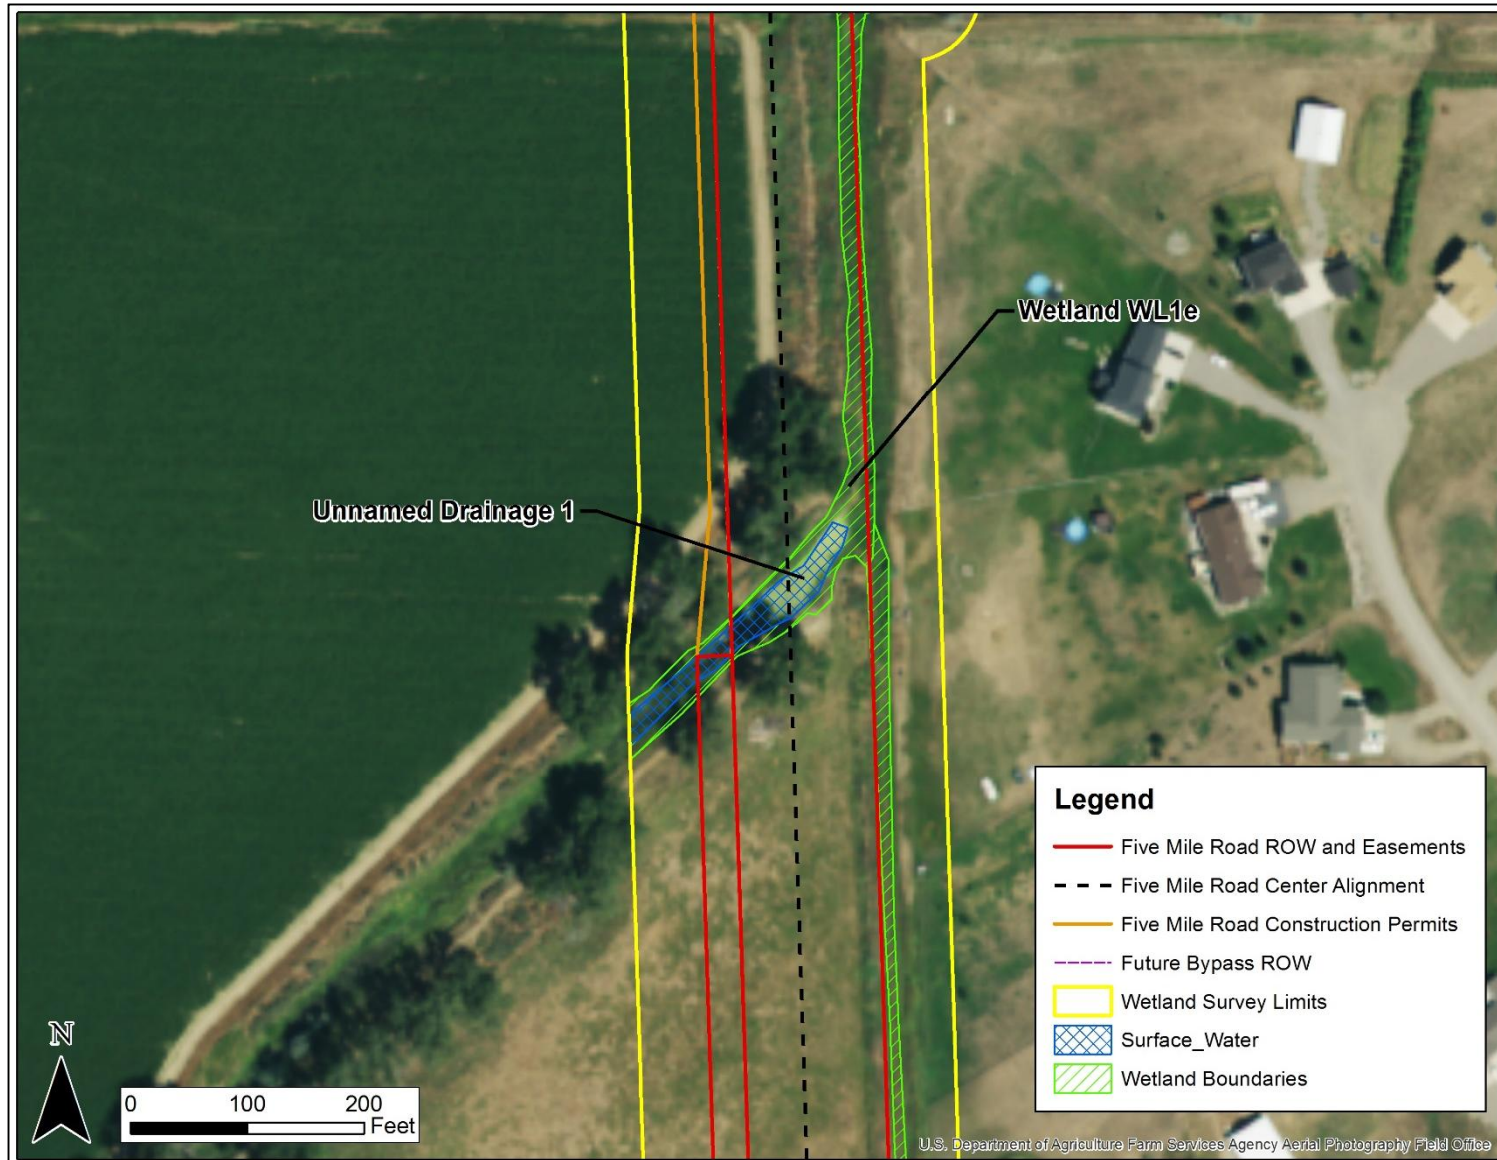 Wetland WL1e
Unnamed Drainage 1
Legend
Five Mile Road ROW and Easements
Five Mile Road Center Alignment
Five Mile Road Construction Permits
Future Bypass ROW
Wetland Survey Limits
Surface_Water
Wetland Boundaries
N
0 100 200
Feet
U.S. Department of Agriculture Farm Services Agency Aerial Photography Field Office